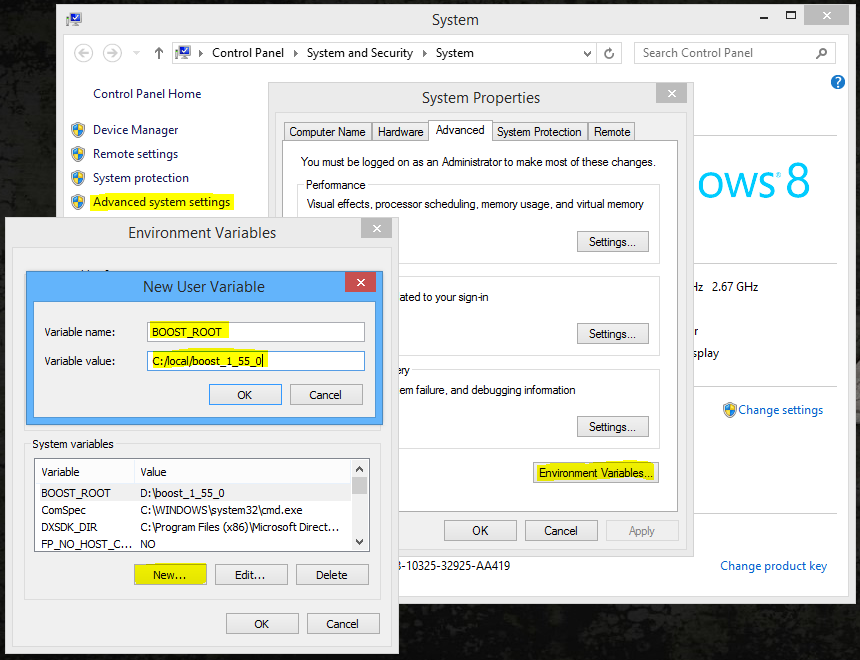 System
Control Panel
System and Security
System
Search Control Panel
Control Panel Home
Device Manager
Remote settings
System protection
Advanced system settings
System Properties
Computer Name
Hardware
Advanced
System Protection
Remote
You must be logged on as an Administrator to make most of these changes.
Performance
Visual effects, processor scheduling, memory usage, and virtual memory
Settings...
ows 8
ated to your sign-in
Hz 2.67 GHz
Settings...
em failure, and debugging information
Settings...
Change settings
Environment Variables...
OK
Cancel
Apply
-10325-32925-AA419
Change product key
Environment Variables
New User Variable
Variable name:
BOOST_ROOT
Variable value:
C:/local/boost_1_55_0
OK
Cancel
System variables
Variable Value
BOOST_ROOT D:\boost_1_55_0
ComSpec C:\WINDOWS\system32\cmd.exe
DXSDK_DIR C:\Program Files (x86)\Microsoft Direct...
FP_NO_HOST_C... NO
New...
Edit...
Delete
OK
Cancel